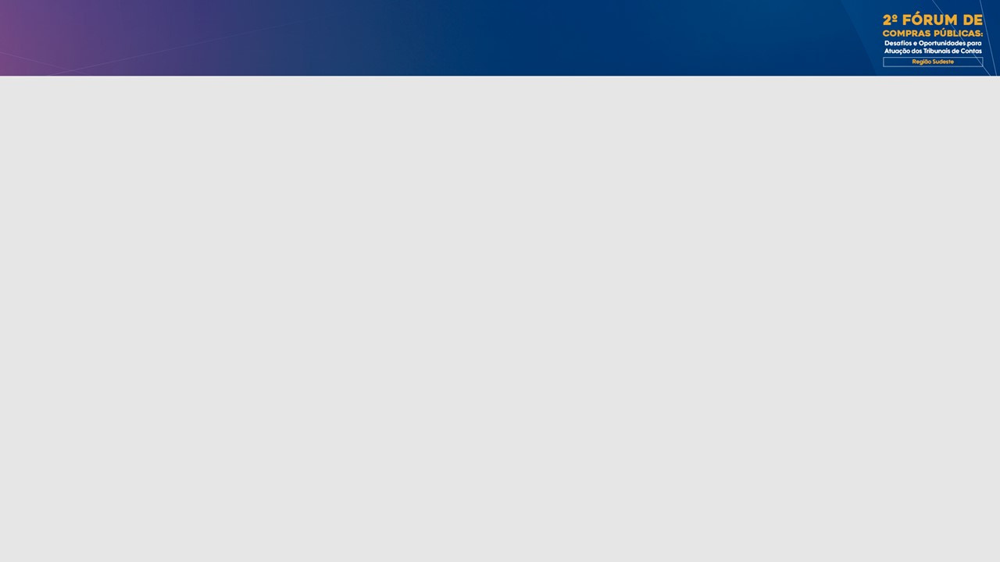 2º FÓRUM DE
COMPRAS PÚBLICAS:
Desafios e Oportunidades para
Atuação dos Tribunais de Contas
Região Sudeste